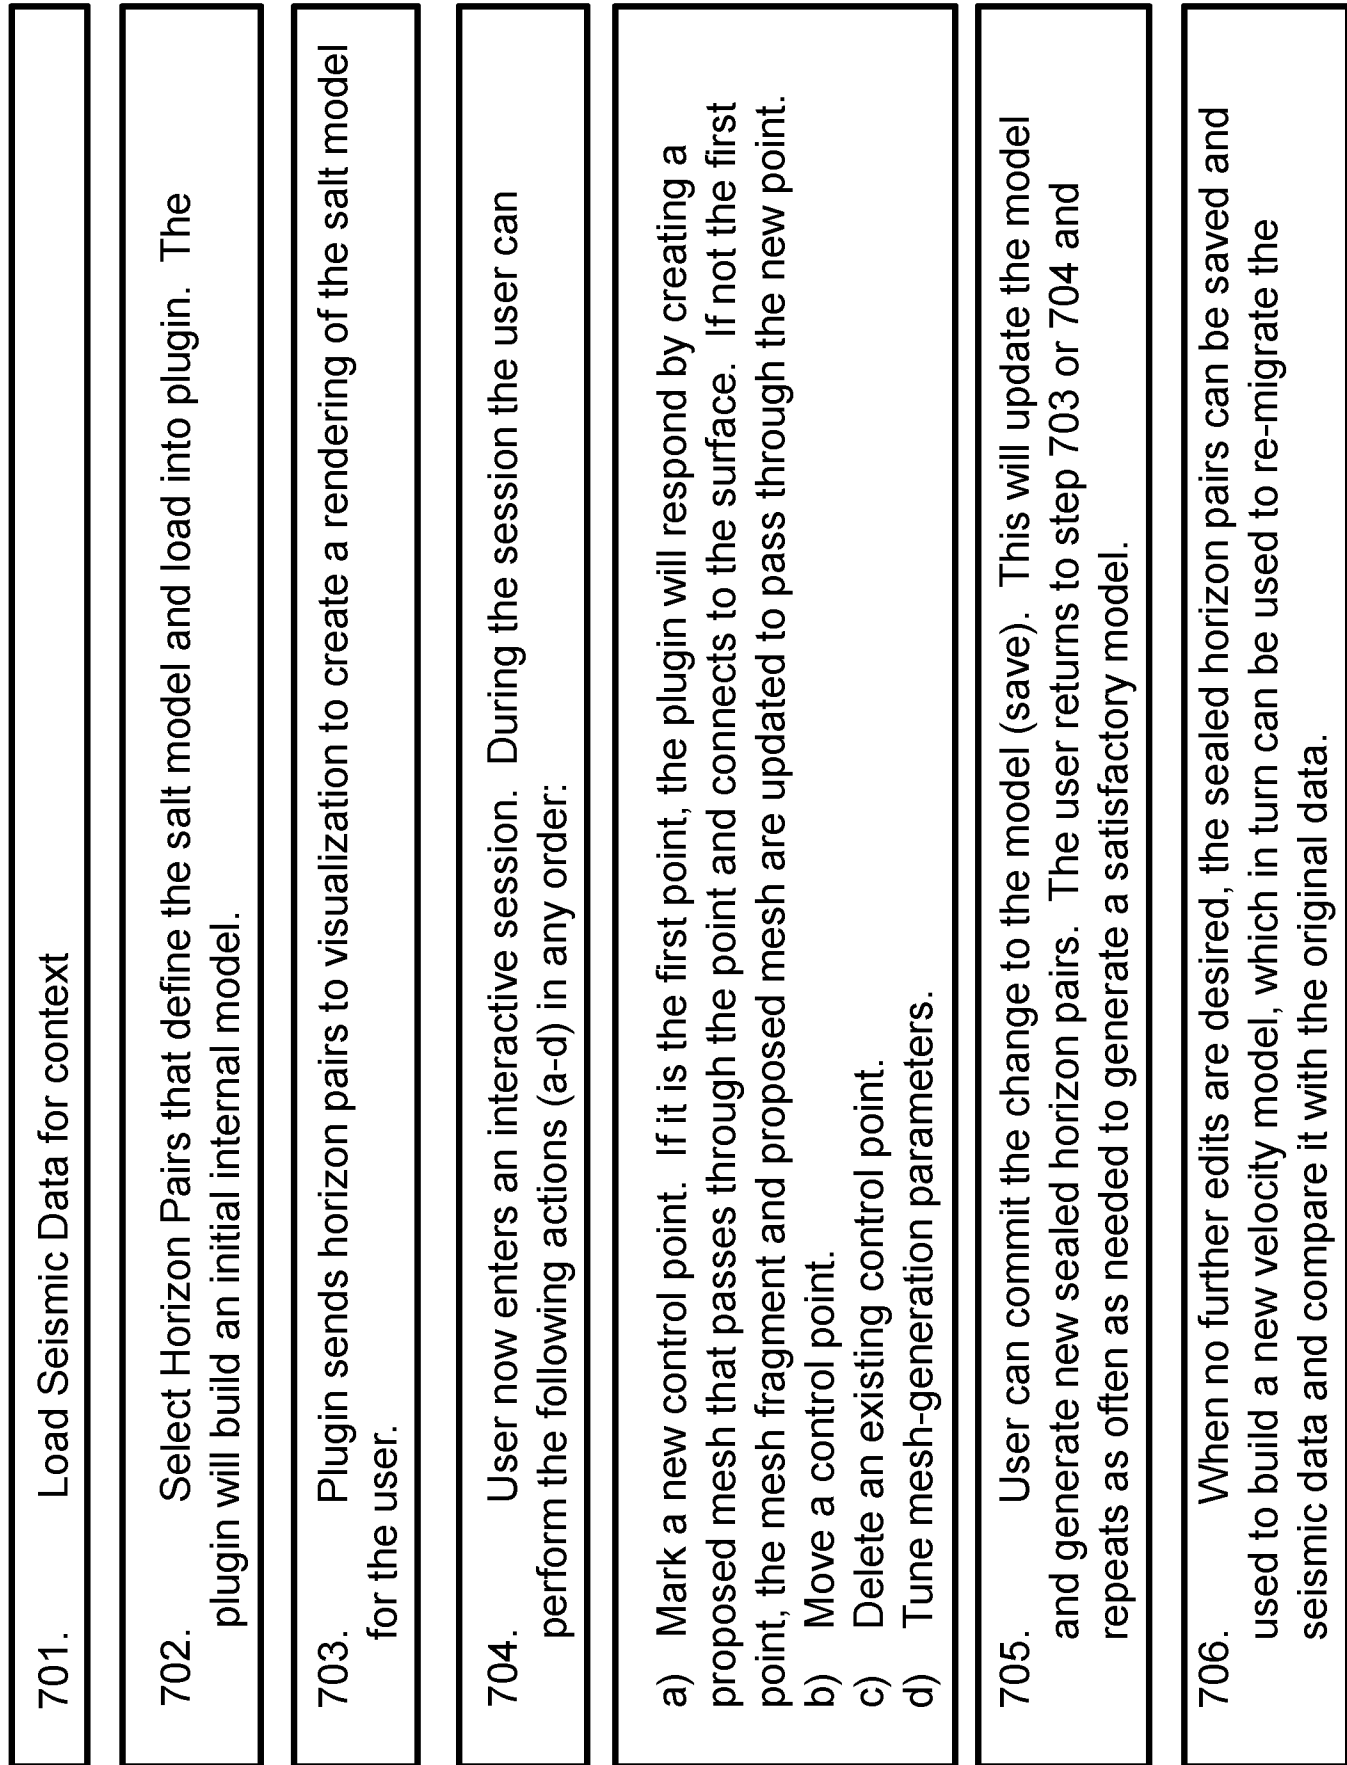 701. Load Seismic Data for context
702. Select Horizon Pairs that define the salt model and load into plugin. The
plugin will build an initial internal model.
703. Plugin sends horizon pairs to visualization to create a rendering of the salt model
for the user.
704. User now enters an interactive session. During the session the user can
perform the following actions (a-d) in any order:
a) Mark a new control point. If it is the first point, the plugin will respond by creating a
proposed mesh that passes through the point and connects to the surface. If not the first
point, the mesh fragment and proposed mesh are updated to pass through the new point.
b) Move a control point.
c) Delete an existing control point.
d) Tune mesh-generation parameters.
705. User can commit the change to the model (save). This will update the model
and generate new sealed horizon pairs. The user returns to step 703 or 704 and
repeats as often as needed to generate a satisfactory model.
706. When no further edits are desired, the sealed horizon pairs can be saved and
used to build a new velocity model, which in turn can be used to re-migrate the
seismic data and compare it with the original data.